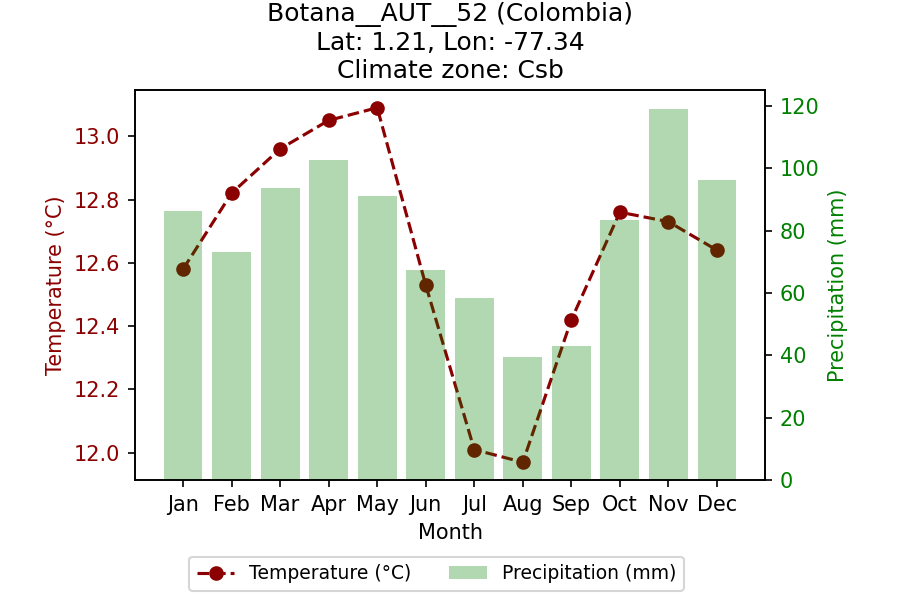 Botana__AUT__52 (Colombia)
Lat: 1.21, Lon: -77.34
Climate zone: Csb
Temperature (°C)
13.0
12.8
12.6
12.4
12.2
12.0
120
100
80
60
40
20
0
Precipitation (mm)
Jan Feb Mar Apr May Jun Jul Aug Sep Oct Nov Dec
Month
Temperature (°C) Precipitation (mm)